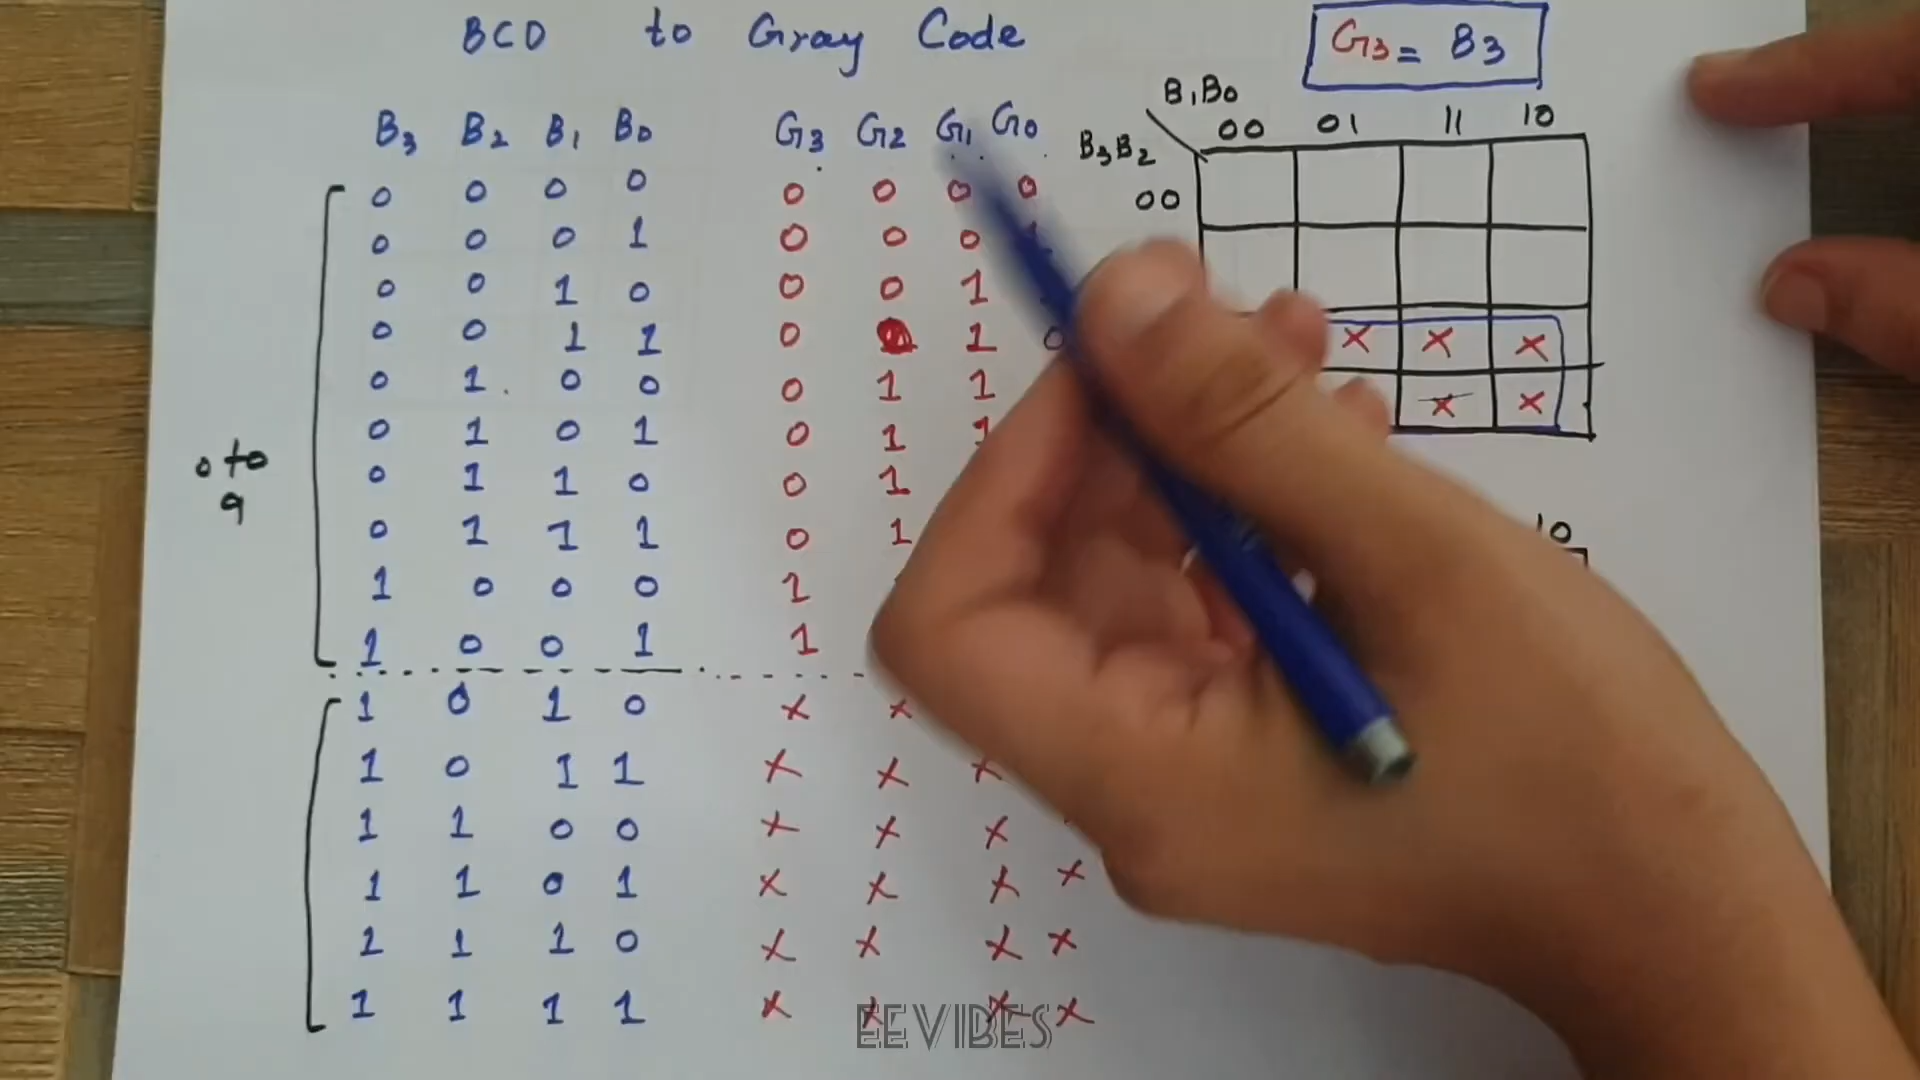 BCD to Gray Code
G3 = B3
B3 B2 B1 B0 G3 G2 G1 G0
B1B0
00 01 11 10
B3B2
00
0 0 0 0 0 0 0 0
0 0 0 1 0 0 0
0 0 1 0 0 0 1
0 0 1 1 0 1 0
0 1 0 0 0 1 1
0 1 0 1 0 1 1
0 1 1 0 0 1
0 1 1 1 0 1
1 0 0 0 1
1 0 0 1 1
x x x
x x
0 to
9
10
1 0 1 0 x x
1 0 1 1 x x x
1 1 0 0 x x x
1 1 0 1 x x x x
1 1 1 0 x x x x
1 1 1 1 x x x x
EEVIBES